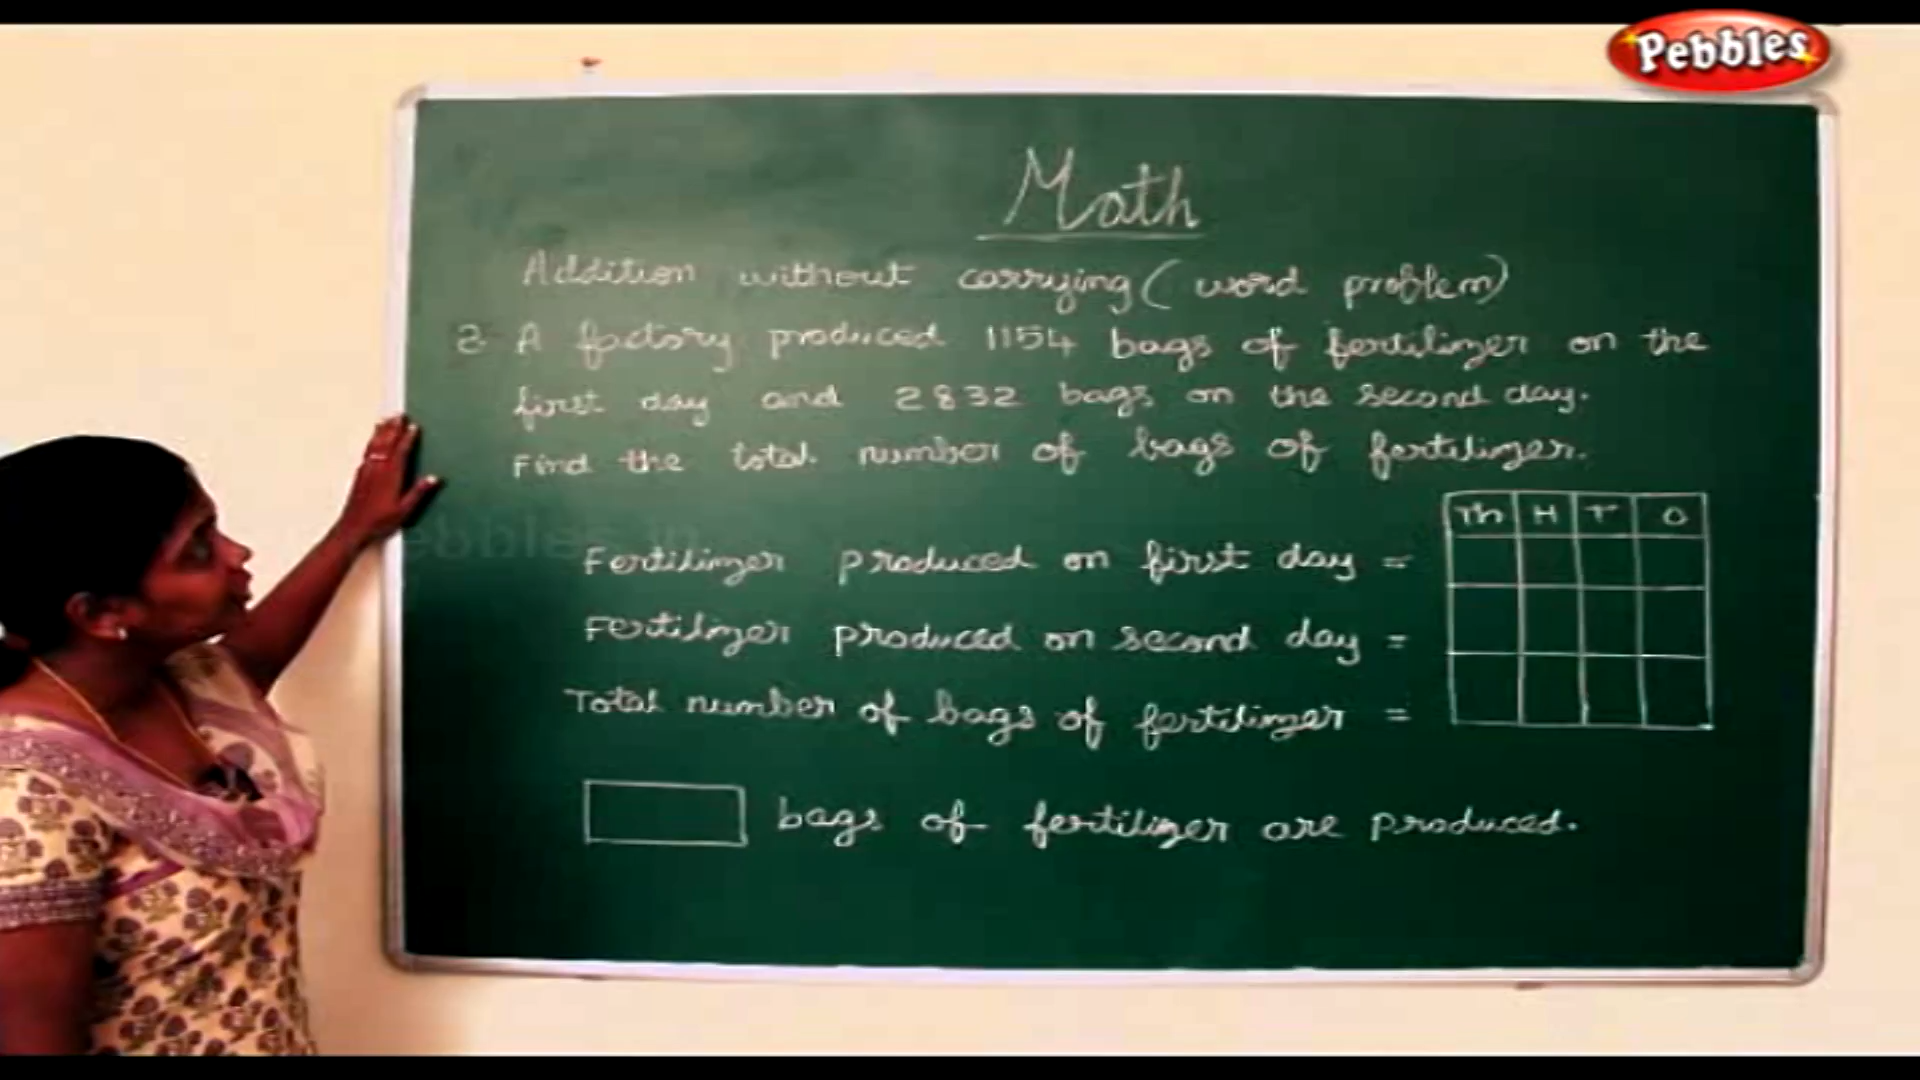 Pebbles
Math
Addition without carrying (word problem)
2. A factory produced 1154 bags of fertilizer on the
first day and 2832 bags on the second day.
Find the total number of bags of fertilizer.
Th H T O
Fertilizer produced on first day =
Fertilizer produced on second day =
Total number of bags of fertilizer =
bags of fertilizer are produced.